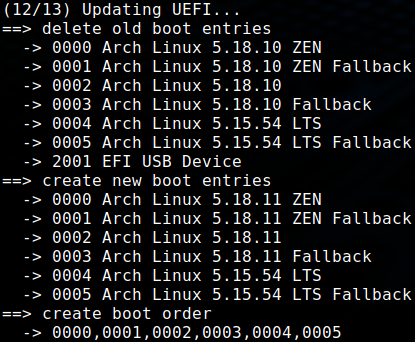 (12/13) Updating UEFI...
==> delete old boot entries
  -> 0000 Arch Linux 5.18.10 ZEN
  -> 0001 Arch Linux 5.18.10 ZEN Fallback
  -> 0002 Arch Linux 5.18.10
  -> 0003 Arch Linux 5.18.10 Fallback
  -> 0004 Arch Linux 5.15.54 LTS
  -> 0005 Arch Linux 5.15.54 LTS Fallback
  -> 2001 EFI USB Device
==> create new boot entries
  -> 0000 Arch Linux 5.18.11 ZEN
  -> 0001 Arch Linux 5.18.11 ZEN Fallback
  -> 0002 Arch Linux 5.18.11
  -> 0003 Arch Linux 5.18.11 Fallback
  -> 0004 Arch Linux 5.15.54 LTS
  -> 0005 Arch Linux 5.15.54 LTS Fallback
==> create boot order
  -> 0000,0001,0002,0003,0004,0005